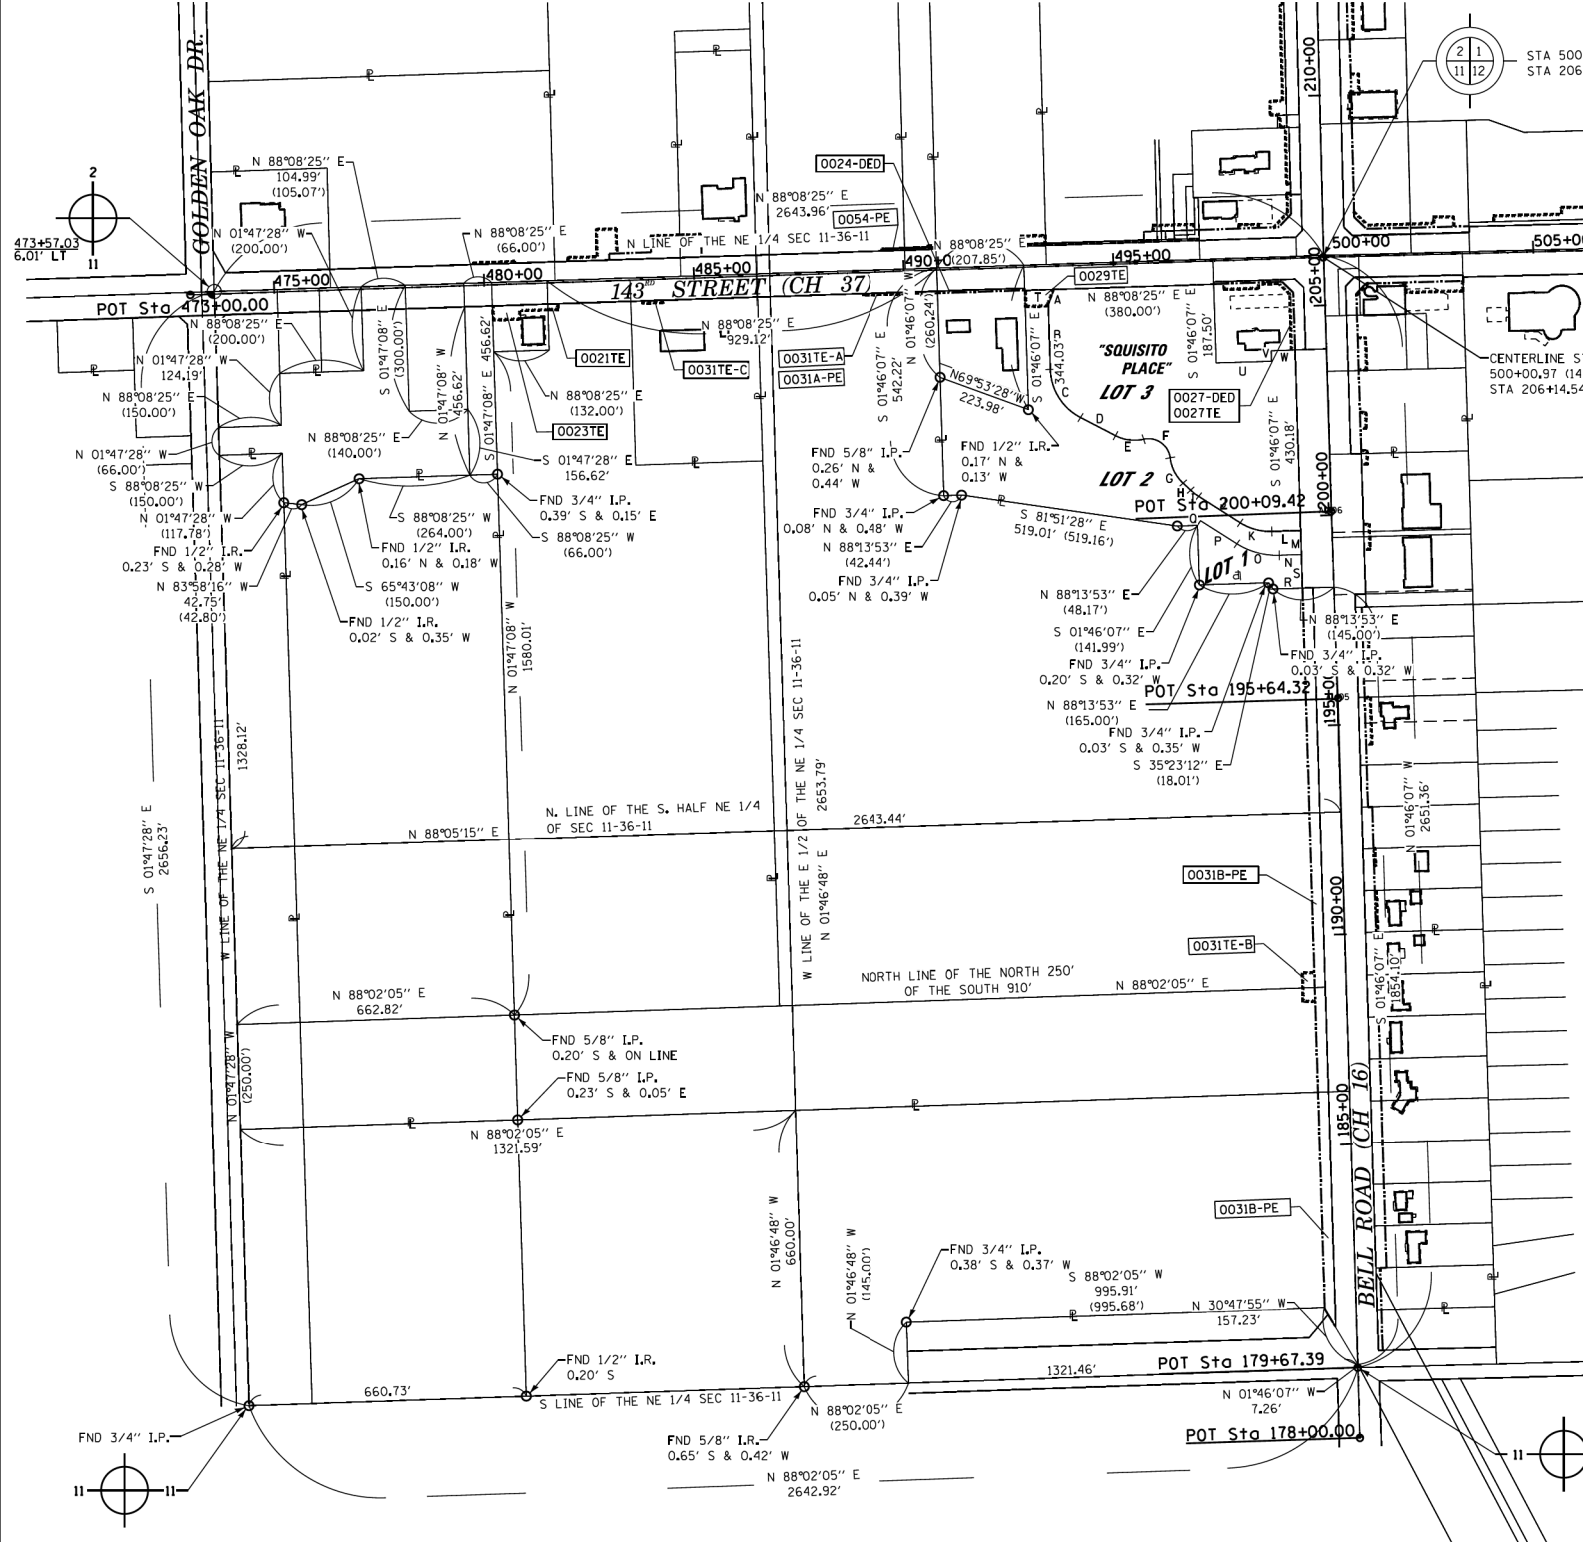 GOLDEN OAK DR.
210+00
2 1
11 12
STA 500
STA 206
N 88°08'25" E
104.99'
(105.07')
0024-DED
N 88°08'25" E
2643.96'
0054-PE
2
11
473+57.03
6.01' LT
N 01°47'28" W
(200.00')
N 88°08'25" E
(66.00')
N LINE OF THE NE 1/4 SEC 11-36-11
N 88°08'25" E
(207.85')
500+00
505+0
475+00
480+00
485+00
490+0
495+00
205+00
143RD STREET (CH 37)
POT Sta 473+00.00
0029TE
T
A
N 88°08'25" E
(380.00')
N 88°08'25" E
(200.00')
S 01°47'08" E
(300.00')
N 01°47'08" W
456.62'
S 01°47'08" E 456.62'
N 88°08'25" E
929.12'
S 01°46'07" E
542.22'
N 01°46'07" W
(260.24')
S 01°46'07" E
344.03'
B
S 01°46'07" E
187.50'
"SQUISITO
PLACE"
LOT 3
V W
U
N 01°47'28" W
124.19'
0021TE
0031TE-C
0031TE-A
0031A-PE
CENTERLINE S
500+00.97 (14
STA 206+14.54
N 88°08'25" E
(150.00')
N 88°08'25" E
(132.00')
0023TE
N69°53'28"W
223.98'
C
D
E
F
G
H
0027-DED
0027TE
S 01°46'07" E
430.18'
N 88°08'25" E
(140.00')
N 01°47'28" W
(66.00')
S 01°47'28" E
156.62'
FND 5/8" I.P.
0.26' N &
0.44' W
FND 1/2" I.R.
0.17' N &
0.13' W
LOT 2
200+00
S 88°08'25" W
(150.00')
FND 3/4" I.P.
0.39' S & 0.15' E
POT Sta 200+09.42
N 01°47'28" W
(117.78')
S 88°08'25" W
(264.00')
S 88°08'25" W
(66.00')
FND 3/4" I.P.
0.08' N & 0.48' W
S 81°51'28" E
519.01' (519.16')
Q
P
K
L
M
FND 1/2" I.R.
0.23' S & 0.28' W
FND 1/2" I.R.
0.16' N & 0.18' W
N 88°13'53" E
(42.44')
LOT 1
O
N
S
R
N 83°58'16" W
42.75'
(42.80')
S 65°43'08" W
(150.00')
FND 3/4" I.P.
0.05' N & 0.39' W
N 88°13'53" E
(48.17')
FND 1/2" I.R.
0.02' S & 0.35' W
N 01°47'08" W
1580.01'
S 01°46'07" E
(141.99')
N 88°13'53" E
(145.00')
FND 3/4" I.P.
0.20' S & 0.32' W
FND 3/4" I.P.
0.03' S & 0.32' W
POT Sta 195+64.32
195+00
N 88°13'53" E
(165.00')
FND 3/4" I.P.
0.03' S & 0.35' W
S 35°23'12" E
(18.01')
S 01°47'28" E
2656.23'
W LINE OF THE NE 1/4 SEC 11-36-11
1328.12'
W LINE OF THE E 1/2 OF THE NE 1/4 SEC 11-36-11
N 01°46'48" E
2653.79'
N 01°46'07" W
2651.36'
N. LINE OF THE S. HALF NE 1/4
OF SEC 11-36-11
N 88°05'15" E
2643.44'
0031B-PE
190+00
0031TE-B
S 01°46'07" E
1854.10'
NORTH LINE OF THE NORTH 250'
OF THE SOUTH 910'
N 88°02'05" E
N 88°02'05" E
662.82'
N 01°47'28" W
(250.00')
FND 5/8" I.P.
0.20' S & ON LINE
FND 5/8" I.P.
0.23' S & 0.05' E
N 88°02'05" E
1321.59'
185+00
BELL ROAD (CH 16)
N 01°46'48" W
660.00'
0031B-PE
N 01°46'48" W
(145.00')
FND 3/4" I.P.
0.38' S & 0.37' W
S 88°02'05" W
995.91'
(995.68')
N 30°47'55" W
157.23'
FND 1/2" I.R.
0.20' S
1321.46'
POT Sta 179+67.39
660.73'
S LINE OF THE NE 1/4 SEC 11-36-11
N 88°02'05" E
(250.00')
N 01°46'07" W
7.26'
FND 3/4" I.P.
FND 5/8" I.R.
0.65' S & 0.42' W
POT Sta 178+00.00
11
11
N 88°02'05" E
2642.92'
11